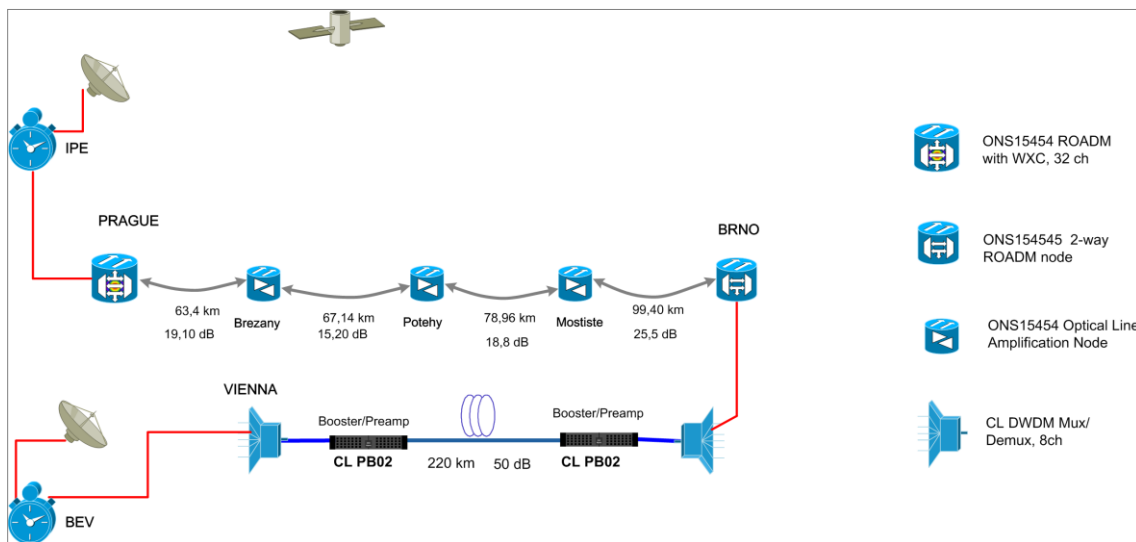 IPE
PRAGUE
BRNO
63,4 km
19,10 dB
Brezany
67,14 km
15,20 dB
Potehy
78,96 km
18,8 dB
Mostiste
99,40 km
25,5 dB
VIENNA
Booster/Preamp
CL PB02
220 km
50 dB
Booster/Preamp
CL PB02
BEV
ONS15454 ROADM
with WXC, 32 ch
ONS154545 2-way
ROADM node
ONS15454 Optical Line
Amplification Node
CL DWDM Mux/
Demux, 8ch